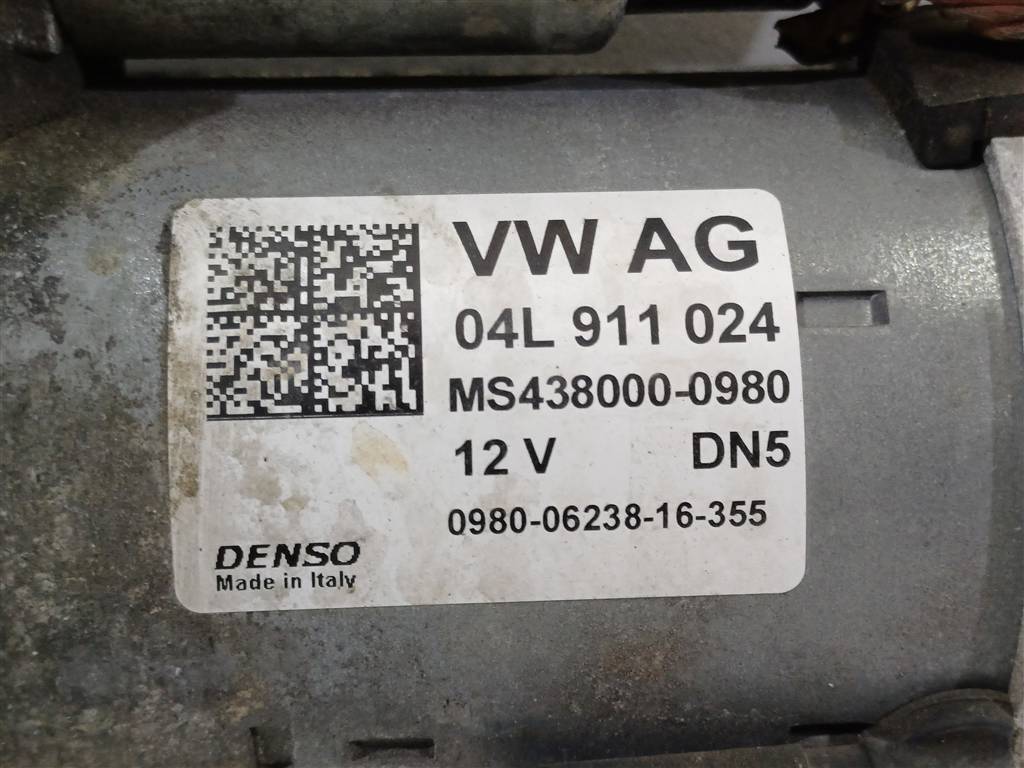 VW AG
04L 911 024
MS438000-0980
12 V DN5
0980-06238-16-355
DENSO
Made in Italy